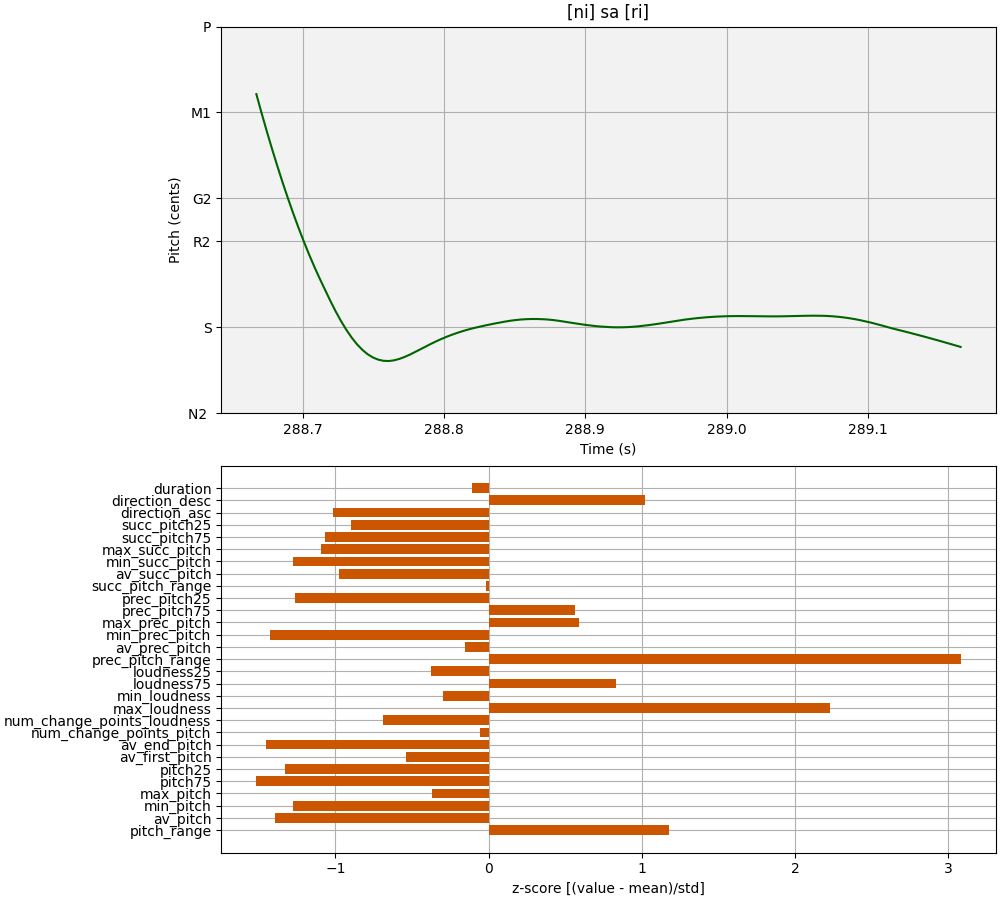 [ni] sa [ri]
P
M1
G2
R2
S
N2
Pitch (cents)
288.7 288.8 288.9 289.0 289.1
Time (s)
duration
direction_desc
direction_asc
succ_pitch25
succ_pitch75
max_succ_pitch
min_succ_pitch
av_succ_pitch
succ_pitch_range
prec_pitch25
prec_pitch75
max_prec_pitch
min_prec_pitch
av_prec_pitch
prec_pitch_range
loudness25
loudness75
min_loudness
max_loudness
num_change_points_loudness
num_change_points_pitch
av_end_pitch
av_first_pitch
pitch25
pitch75
max_pitch
min_pitch
av_pitch
pitch_range
−1 0 1 2 3
z-score [(value - mean)/std]